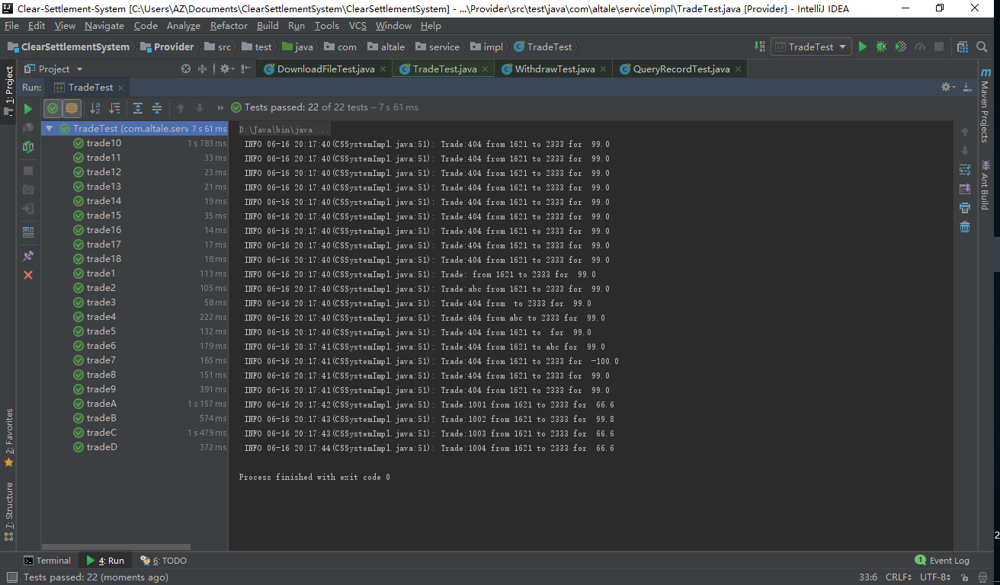 Clear-Settlement-System [C:\Users\AZ\Documents\ClearSettlementSystem\ClearSettlementSystem] - ...\Provider\src\test\java\com\altale\service\impl\TradeTest.java [Provider] - IntelliJ IDEA
File Edit View Navigate Code Analyze Refactor Build Run Tools VCS Window Help
ClearSettlementSystem Provider src test java com altale service impl TradeTest TradeTest
Project DownloadFileTest.java TradeTest.java WithdrawTest.java QueryRecordTest.java
Run: TradeTest
Tests passed: 22 of 22 tests – 7 s 61 ms
TradeTest (com.altale.serv 7 s 61 ms
trade10 1 s 783 ms
trade11 33 ms
trade12 23 ms
trade13 21 ms
trade14 19 ms
trade15 35 ms
trade16 14 ms
trade17 17 ms
trade18 18 ms
trade1 113 ms
trade2 105 ms
trade3 58 ms
trade4 222 ms
trade5 132 ms
trade6 179 ms
trade7 165 ms
trade8 151 ms
trade9 391 ms
tradeA 1 s 157 ms
tradeB 574 ms
tradeC 1 s 479 ms
tradeD 372 ms
D:\Java\bin\java ...
INFO 06-16 20:17:40(CSSystemImpl.java:51): Trade:404 from 1621 to 2333 for  99.0
INFO 06-16 20:17:40(CSSystemImpl.java:51): Trade:404 from 1621 to 2333 for  99.0
INFO 06-16 20:17:40(CSSystemImpl.java:51): Trade:404 from 1621 to 2333 for  99.0
INFO 06-16 20:17:40(CSSystemImpl.java:51): Trade:404 from 1621 to 2333 for  99.0
INFO 06-16 20:17:40(CSSystemImpl.java:51): Trade:404 from 1621 to 2333 for  99.0
INFO 06-16 20:17:40(CSSystemImpl.java:51): Trade:404 from 1621 to 2333 for  99.0
INFO 06-16 20:17:40(CSSystemImpl.java:51): Trade:404 from 1621 to 2333 for  99.0
INFO 06-16 20:17:40(CSSystemImpl.java:51): Trade:404 from 1621 to 2333 for  99.0
INFO 06-16 20:17:40(CSSystemImpl.java:51): Trade:404 from 1621 to 2333 for  99.0
INFO 06-16 20:17:40(CSSystemImpl.java:51): Trade: from 1621 to 2333 for  99.0
INFO 06-16 20:17:40(CSSystemImpl.java:51): Trade:abc from 1621 to 2333 for  99.0
INFO 06-16 20:17:40(CSSystemImpl.java:51): Trade:404 from  to 2333 for  99.0
INFO 06-16 20:17:40(CSSystemImpl.java:51): Trade:404 from abc to 2333 for  99.0
INFO 06-16 20:17:40(CSSystemImpl.java:51): Trade:404 from 1621 to  for  99.0
INFO 06-16 20:17:41(CSSystemImpl.java:51): Trade:404 from 1621 to abc for  99.0
INFO 06-16 20:17:41(CSSystemImpl.java:51): Trade:404 from 1621 to 2333 for  -100.0
INFO 06-16 20:17:41(CSSystemImpl.java:51): Trade:404 from 1621 to 2333 for  99.0
INFO 06-16 20:17:41(CSSystemImpl.java:51): Trade:404 from 1621 to 2333 for  99.0
INFO 06-16 20:17:42(CSSystemImpl.java:51): Trade:1001 from 1621 to 2333 for  66.6
INFO 06-16 20:17:43(CSSystemImpl.java:51): Trade:1002 from 1621 to 2333 for  99.8
INFO 06-16 20:17:43(CSSystemImpl.java:51): Trade:1003 from 1621 to 2333 for  66.6
INFO 06-16 20:17:44(CSSystemImpl.java:51): Trade:1004 from 1621 to 2333 for  66.6
Process finished with exit code 0
1: Project
2: Favorites
7: Structure
Maven Projects
Ant Build
2
Terminal 4: Run 6: TODO 1 Event Log
Tests passed: 22 (moments ago) 33:6 CRLF UTF-8